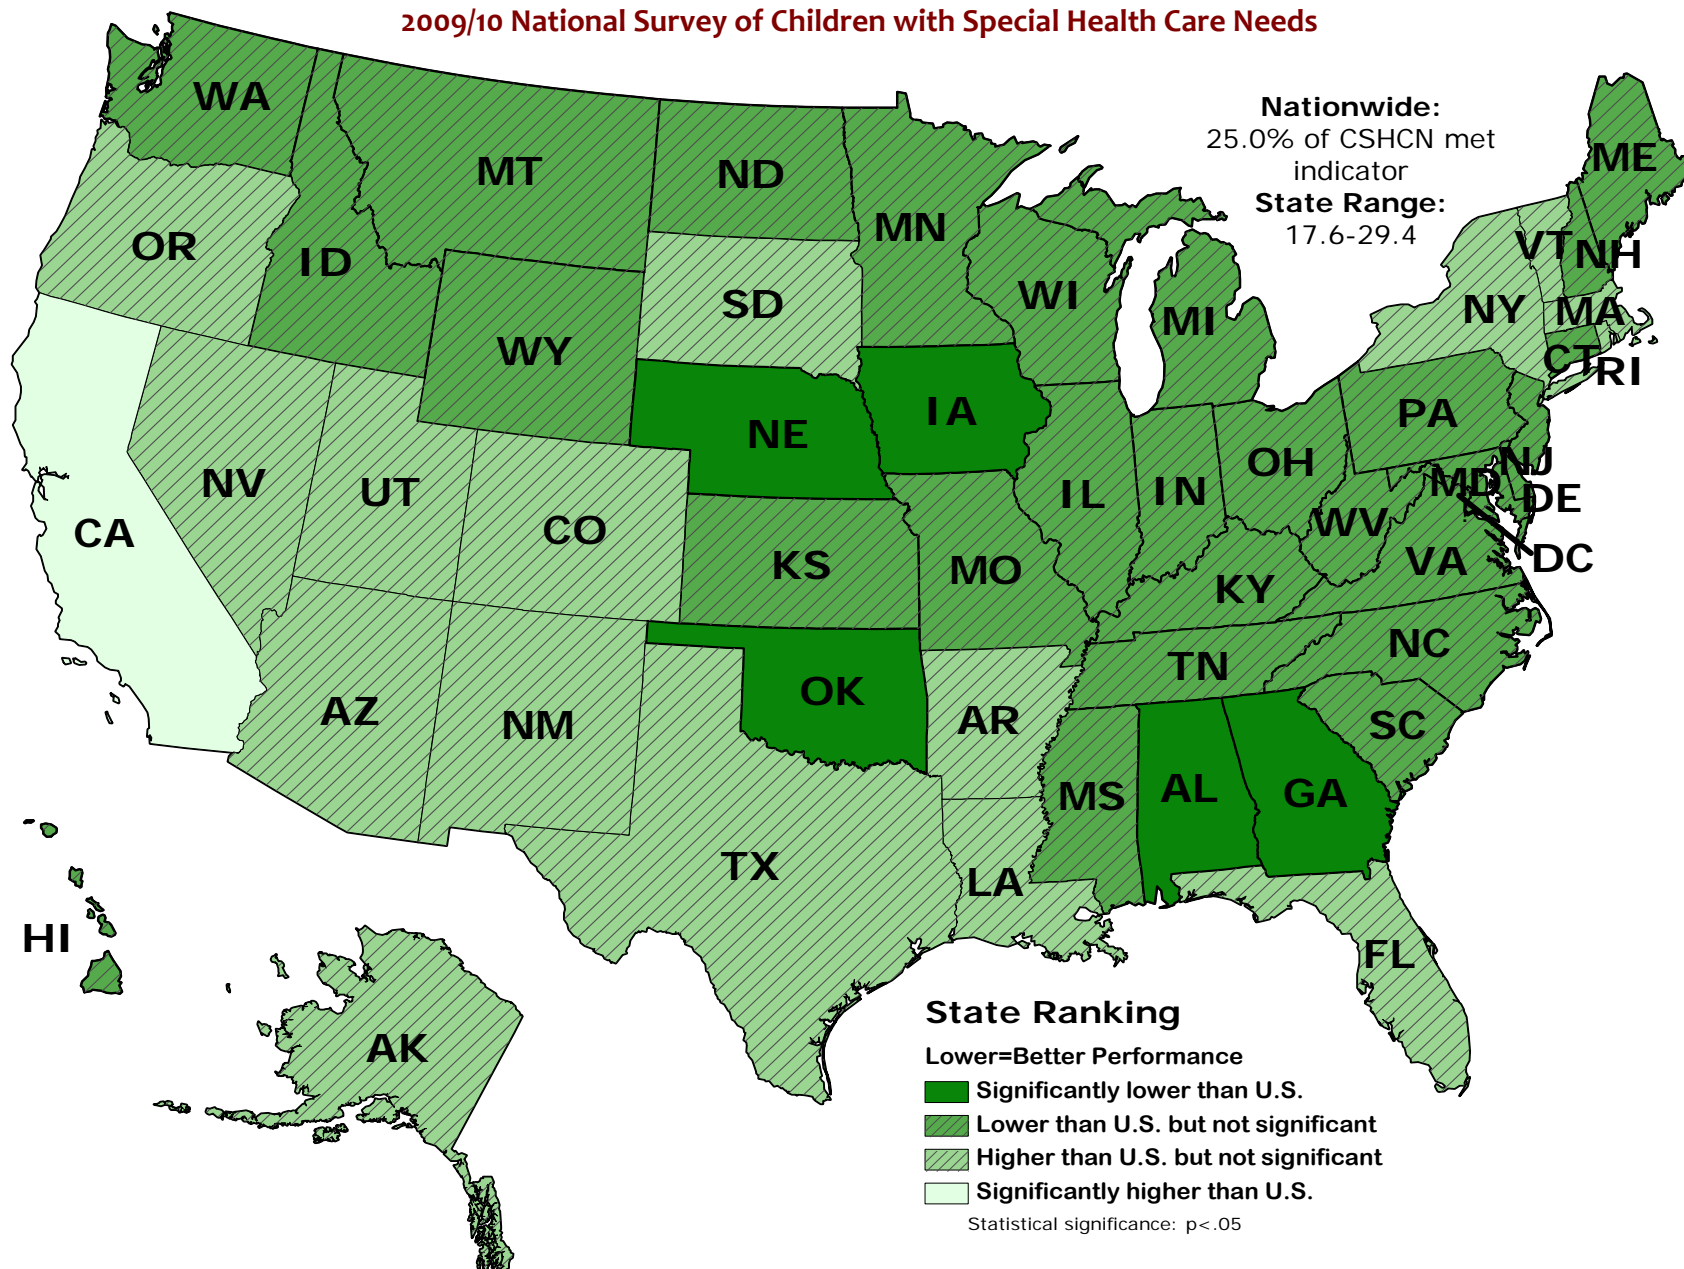 2009/10 National Survey of Children with Special Health Care Needs
Nationwide:
25.0% of CSHCN met
indicator
State Range:
17.6-29.4
WA
MT
ND
MN
ME
OR
ID
SD
WI
MI
VT
NH
NY
MA
WY
CT
RI
NE
IA
PA
NV
UT
CO
IL
IN
OH
NJ
MD
DE
CA
KS
MO
WV
VA
DC
KY
NC
TN
OK
AR
SC
AZ
NM
MS
AL
GA
TX
LA
FL
HI
AK
State Ranking
Lower=Better Performance
Significantly lower than U.S.
Lower than U.S. but not significant
Higher than U.S. but not significant
Significantly higher than U.S.
Statistical significance: p<.05